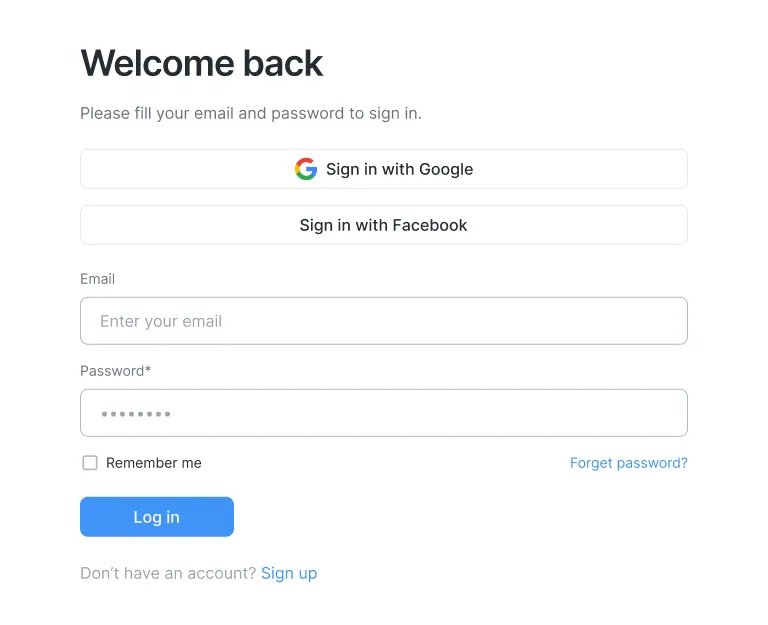 Welcome back
Please fill your email and password to sign in.
Sign in with Google
Sign in with Facebook
Email
Enter your email
Password*
••••••••
Remember me
Forget password?
Log in
Don’t have an account? Sign up